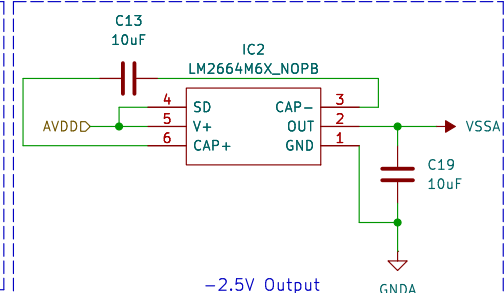 C13
10uF
IC2
LM2664M6X_NOPB
4 SD CAP- 3
AVDD 5 V+ OUT 2 VSSA
6 CAP+ GND 1
C19
10uF
-2.5V Output
GNDA